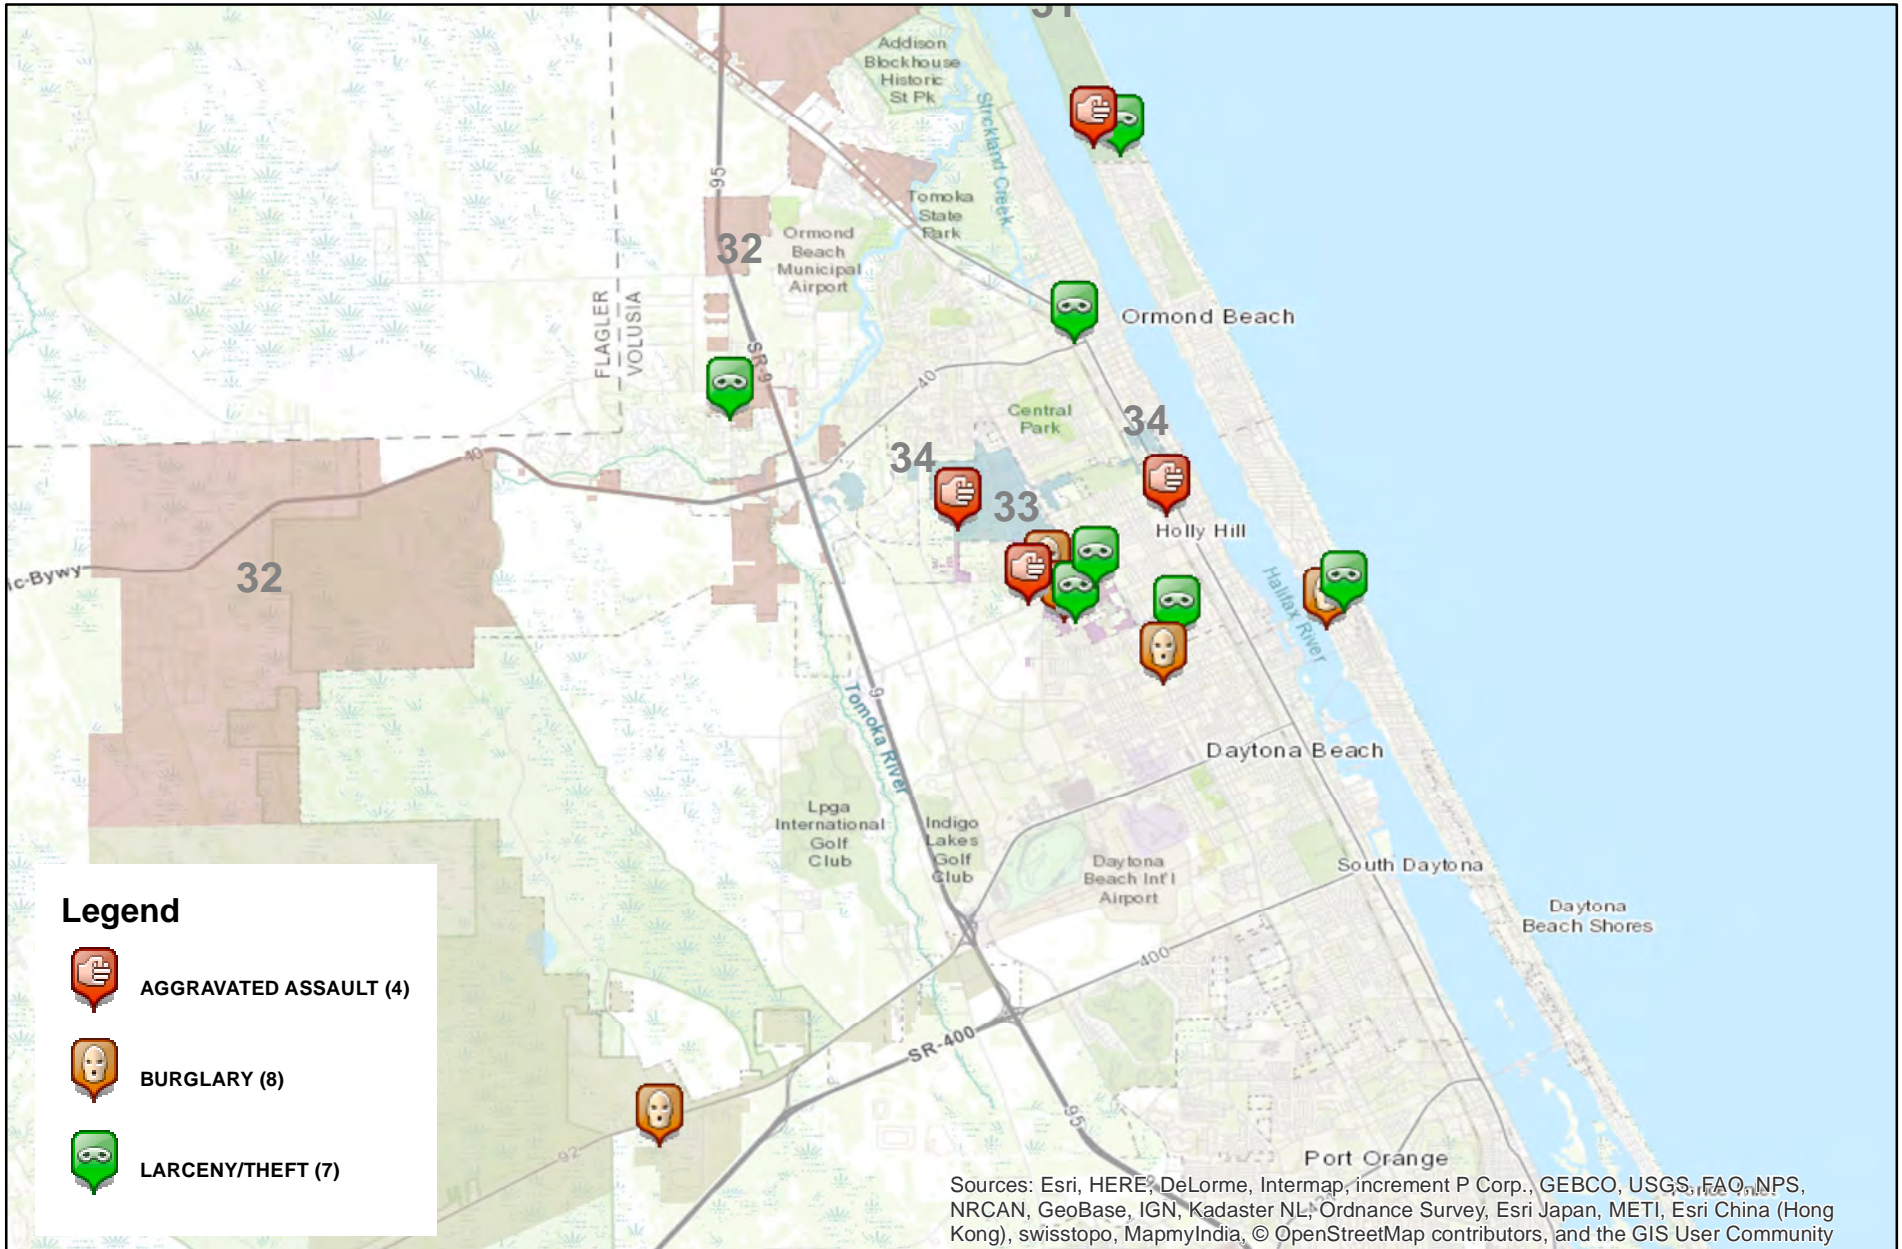 31
Addison
Blockhouse
Historic
St Pk
Strickland Creek
95
Tomoka
State
Park
32
Ormond
Beach
Municipal
Airport
FLAGLER
VOLUSIA
Ormond Beach
SR-9
40
Central
Park
34
34
40
33
Holly Hill
ic-Bywy
32
Halifax River
9
Tomoka River
Daytona Beach
Lpga
International
Golf
Club
Indigo
Lakes
Golf
Club
Daytona
Beach Int'l
Airport
South Daytona
Daytona
Beach Shores
400
SR-400
95
92
Port Orange
Legend
AGGRAVATED ASSAULT (4)
BURGLARY (8)
LARCENY/THEFT (7)
Sources: Esri, HERE, DeLorme, Intermap, increment P Corp., GEBCO, USGS, FAO, NPS,
NRCAN, GeoBase, IGN, Kadaster NL, Ordnance Survey, Esri Japan, METI, Esri China (Hong
Kong), swisstopo, MapmyIndia, © OpenStreetMap contributors, and the GIS User Community